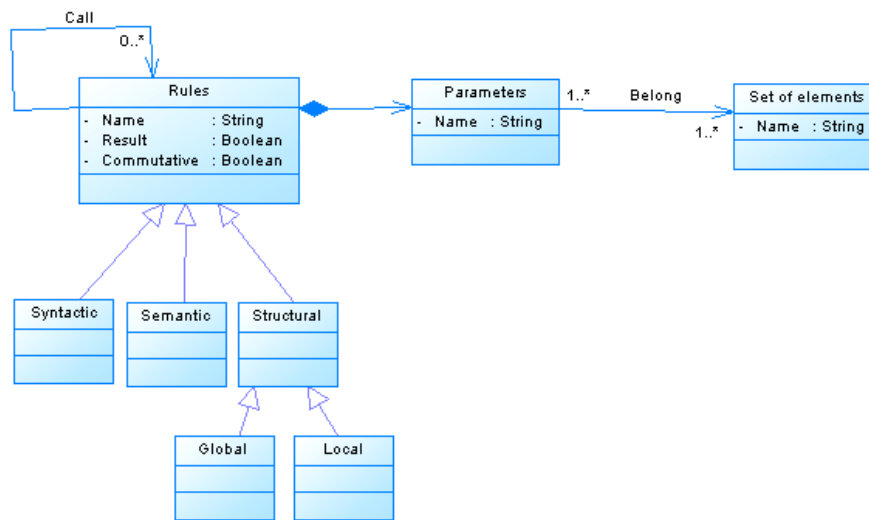 Call
0..*
Rules
- Name : String
- Result : Boolean
- Commutative : Boolean
Parameters
- Name : String
1..*
Belong
1..*
Set of elements
- Name : String
Syntactic
Semantic
Structural
Global
Local